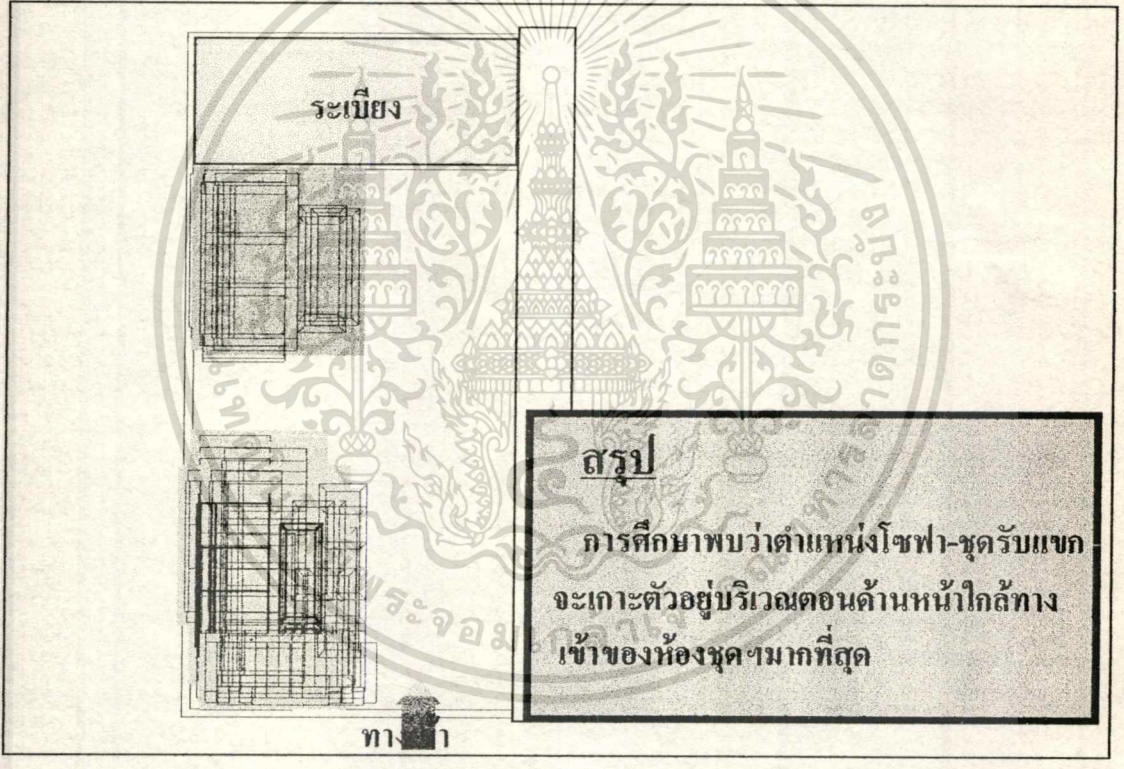 ระเบียง
สรุป
การศึกษาพบว่าตำแหน่งโซฟา-ชุดรับแขก
จะเกาะตัวอยู่บริเวณตอนด้านหน้าใกล้ทาง
เข้าของห้องชุดฯมากที่สุด